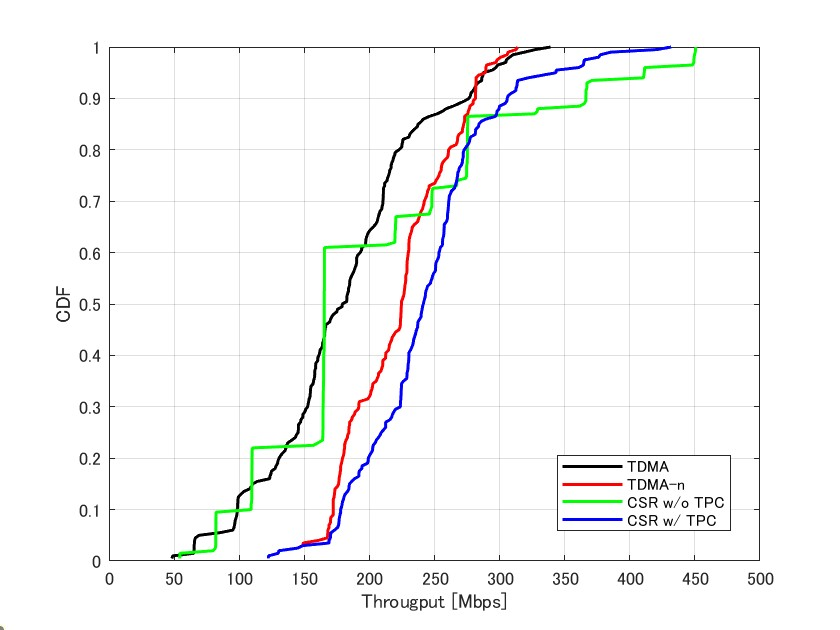 1
0.9
0.8
0.7
0.6
0.5
0.4
0.3
0.2
0.1
0
CDF
TDMA
TDMA-n
CSR w/o TPC
CSR w/ TPC
0 50 100 150 200 250 300 350 400 450 500
Througput [Mbps]